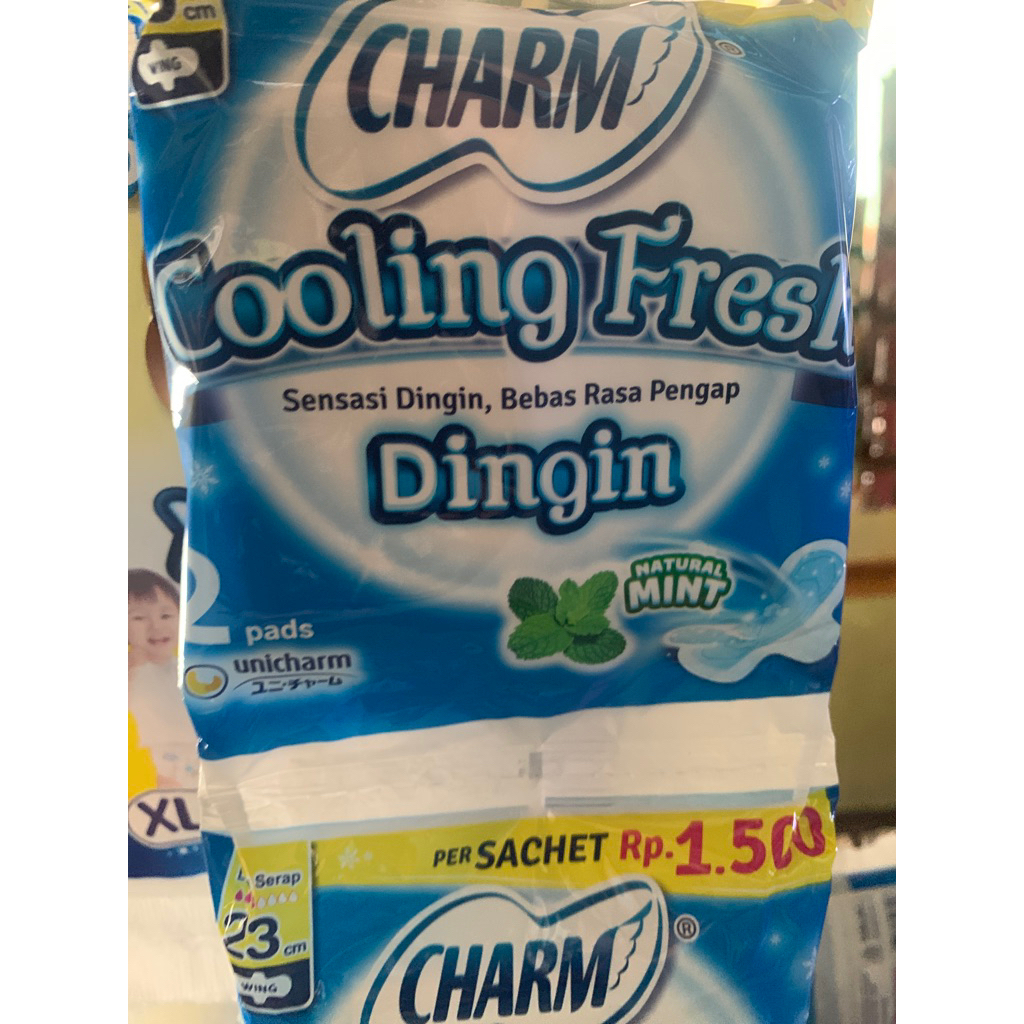 cm
WING
CHARM
®
Cooling Fresh
Sensasi Dingin, Bebas Rasa Pengap
Dingin
NATURAL
MINT
2
pads
unicharm
ユニ・チャーム
XL
PER SACHET Rp.1.500
Serap
23 cm
WING
CHARM
®